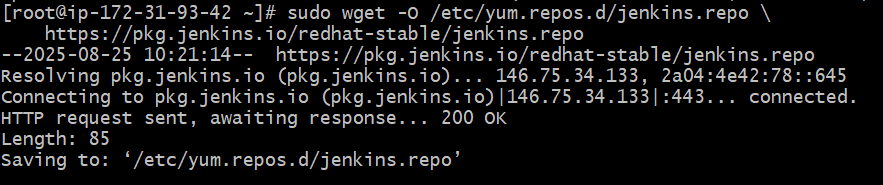 [root@ip-172-31-93-42 ~]# sudo wget -O /etc/yum.repos.d/jenkins.repo \
    https://pkg.jenkins.io/redhat-stable/jenkins.repo
--2025-08-25 10:21:14--  https://pkg.jenkins.io/redhat-stable/jenkins.repo
Resolving pkg.jenkins.io (pkg.jenkins.io)... 146.75.34.133, 2a04:4e42:78::645
Connecting to pkg.jenkins.io (pkg.jenkins.io)|146.75.34.133|:443... connected.
HTTP request sent, awaiting response... 200 OK
Length: 85
Saving to: ‘/etc/yum.repos.d/jenkins.repo’